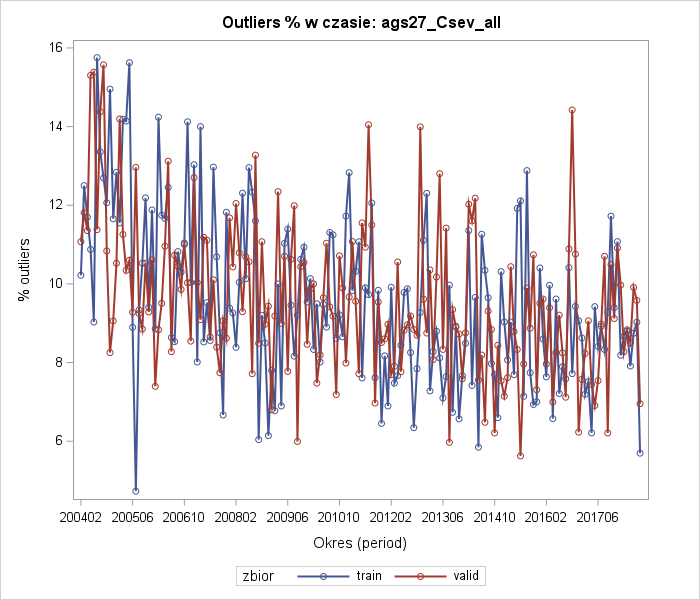 Outliers % w czasie: ags27_Csev_all
16
14
12
10
8
6
% outliers
200402 200506 200610 200802 200906 201010 201202 201306 201410 201602 201706
Okres (period)
zbior train valid